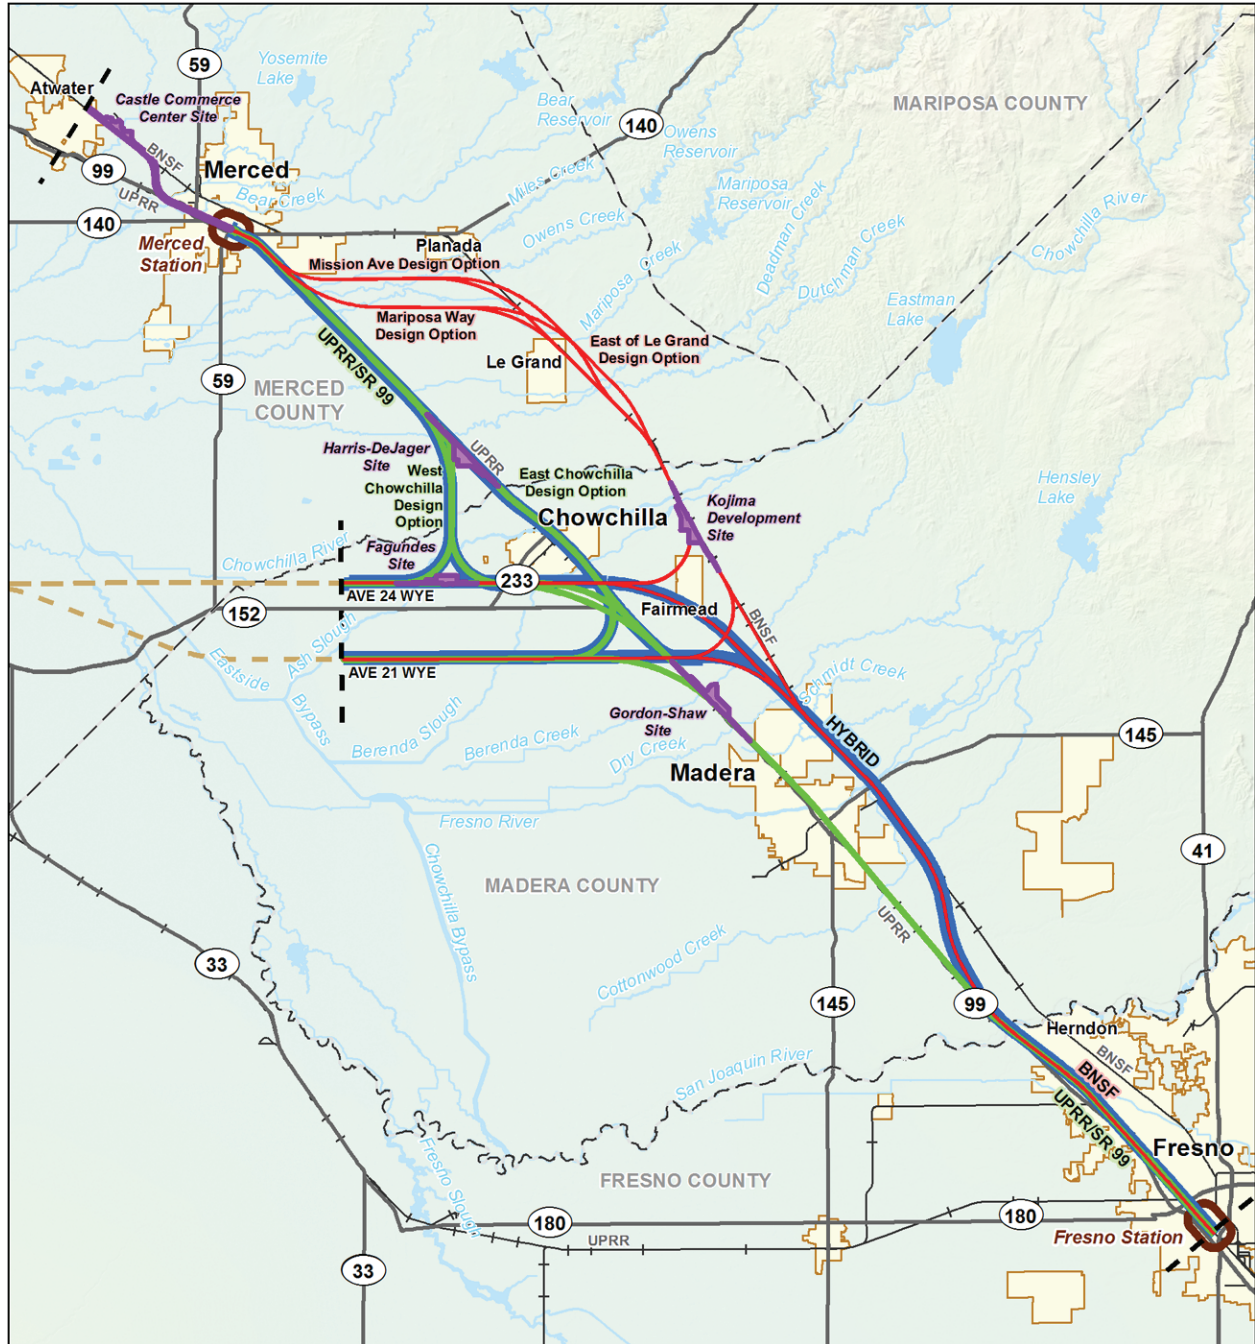 59
Yosemite
Lake
Atwater
Castle Commerce
Center Site
Bear
Reservoir
MARIPOSA COUNTY
140
Owens
Reservoir
BNSF
99
Merced
Miles Creek
UPRR
Bear Creek
Mariposa
Reservoir
Deadman Creek
Chowchilla River
140
Owens Creek
Merced
Station
Planada
Dutchman Creek
Mission Ave Design Option
Mariposa Creek
Eastman
Lake
Mariposa Way
Design Option
East of Le Grand
Design Option
UPRR/SR 99
Le Grand
59
MERCED
COUNTY
Harris-DeJager
Site
UPRR
West
Chowchilla
Design
Option
East Chowchilla
Design Option
Hensley
Lake
Kojima
Development
Site
Chowchilla
Chowchilla River
Fagundes
Site
233
AVE 24 WYE
152
Fairmead
BNSF
Ash Slough
Eastside
Bypass
AVE 21 WYE
Schmidt Creek
Gordon-Shaw
Site
Berenda Slough
Berenda Creek
Dry Creek
HYBRID
145
Madera
Fresno River
41
Chowchilla Bypass
MADERA COUNTY
UPRR
Cottonwood Creek
33
145
99
Herndon
BNSF
San Joaquin River
BNSF
UPRR/SR 99
Fresno
Fresno Slough
FRESNO COUNTY
180
180
Fresno Station
UPRR
33